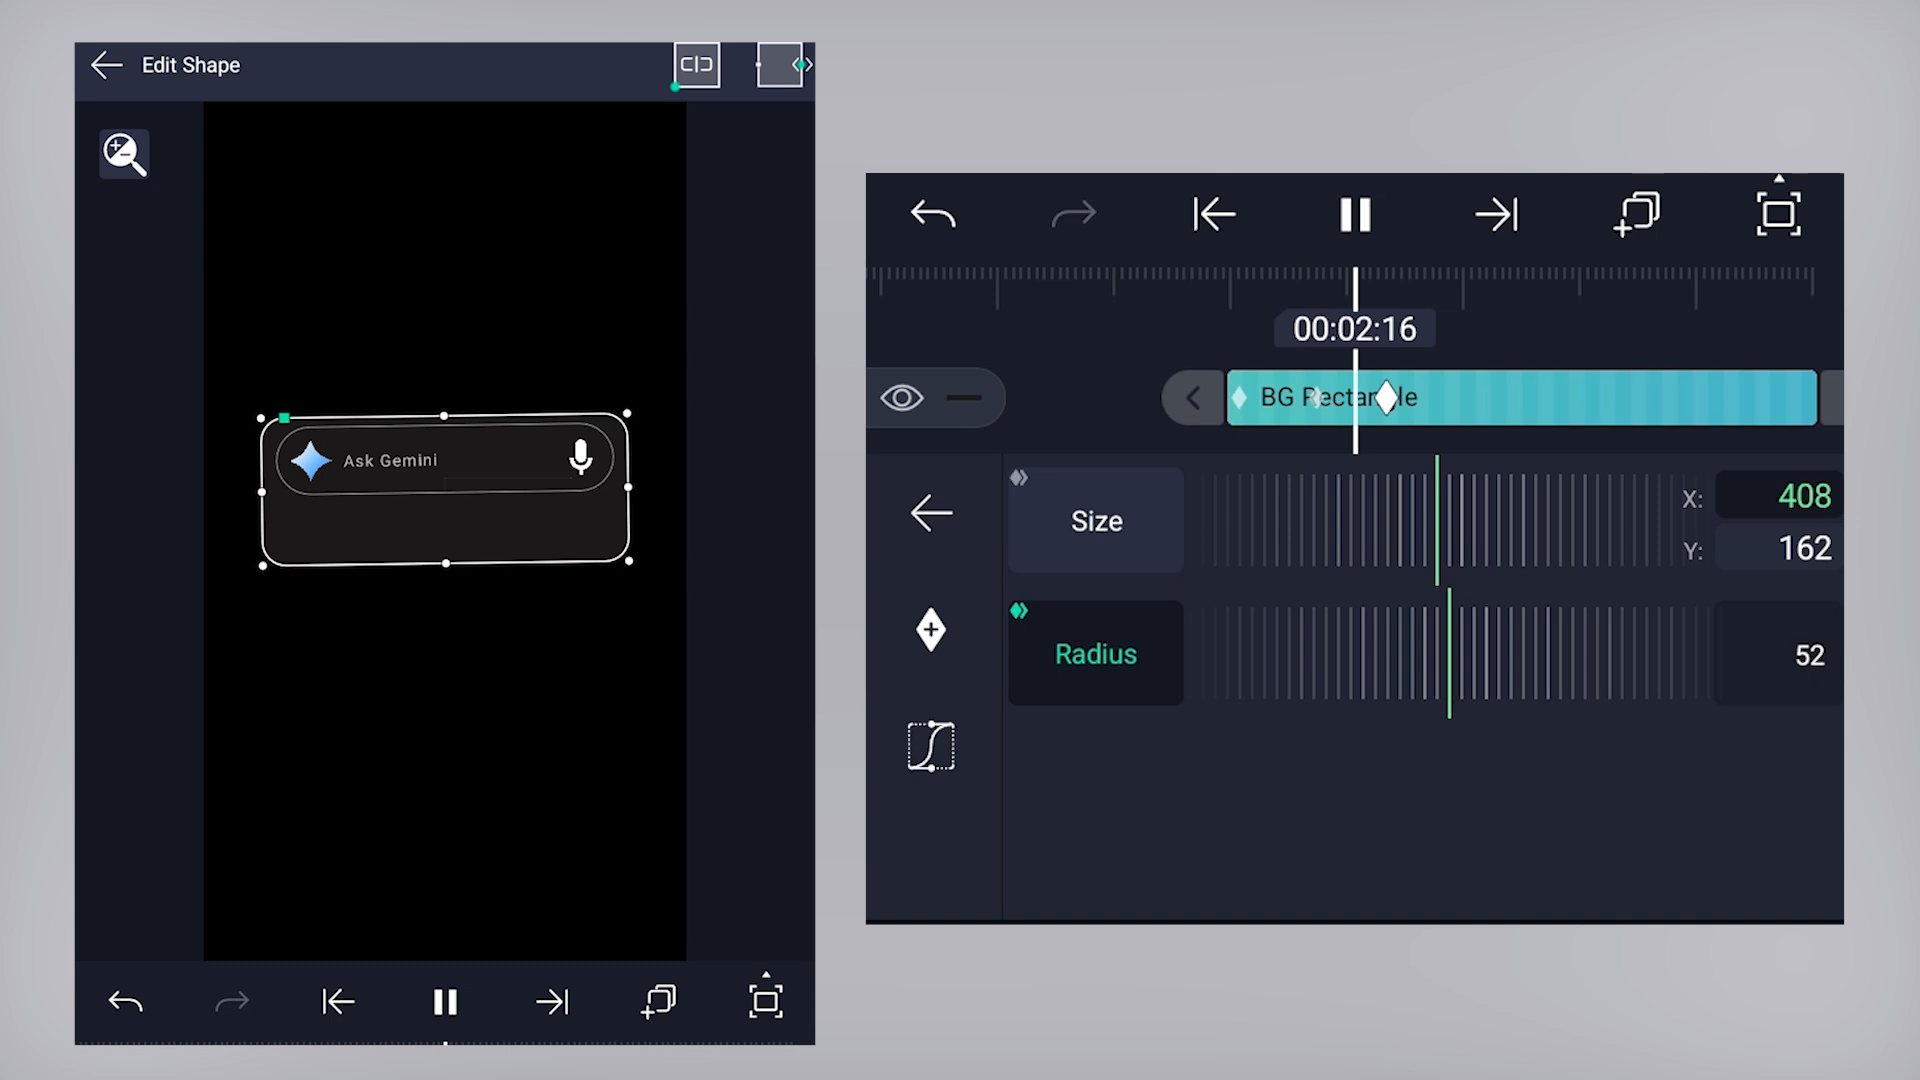 Edit Shape
Ask Gemini
00:02:16
BG Rectangle
Size
X: 408
Y: 162
Radius
52